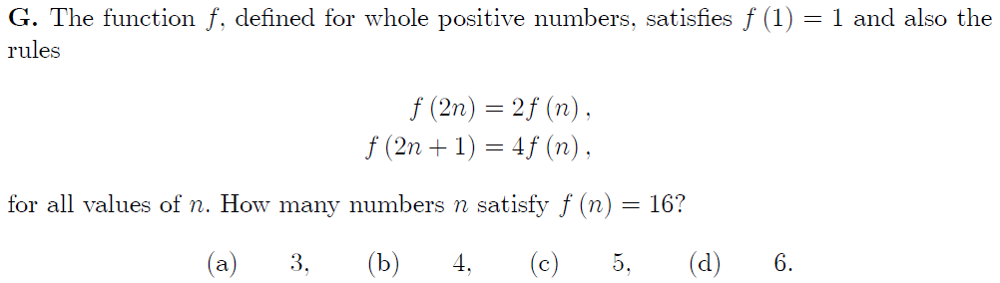 G. The function f, defined for whole positive numbers, satisfies f (1) = 1 and also the
rules
f (2n) = 2f (n) ,
f (2n + 1) = 4f (n) ,
for all values of n. How many numbers n satisfy f (n) = 16?
(a) 3, (b) 4, (c) 5, (d) 6.